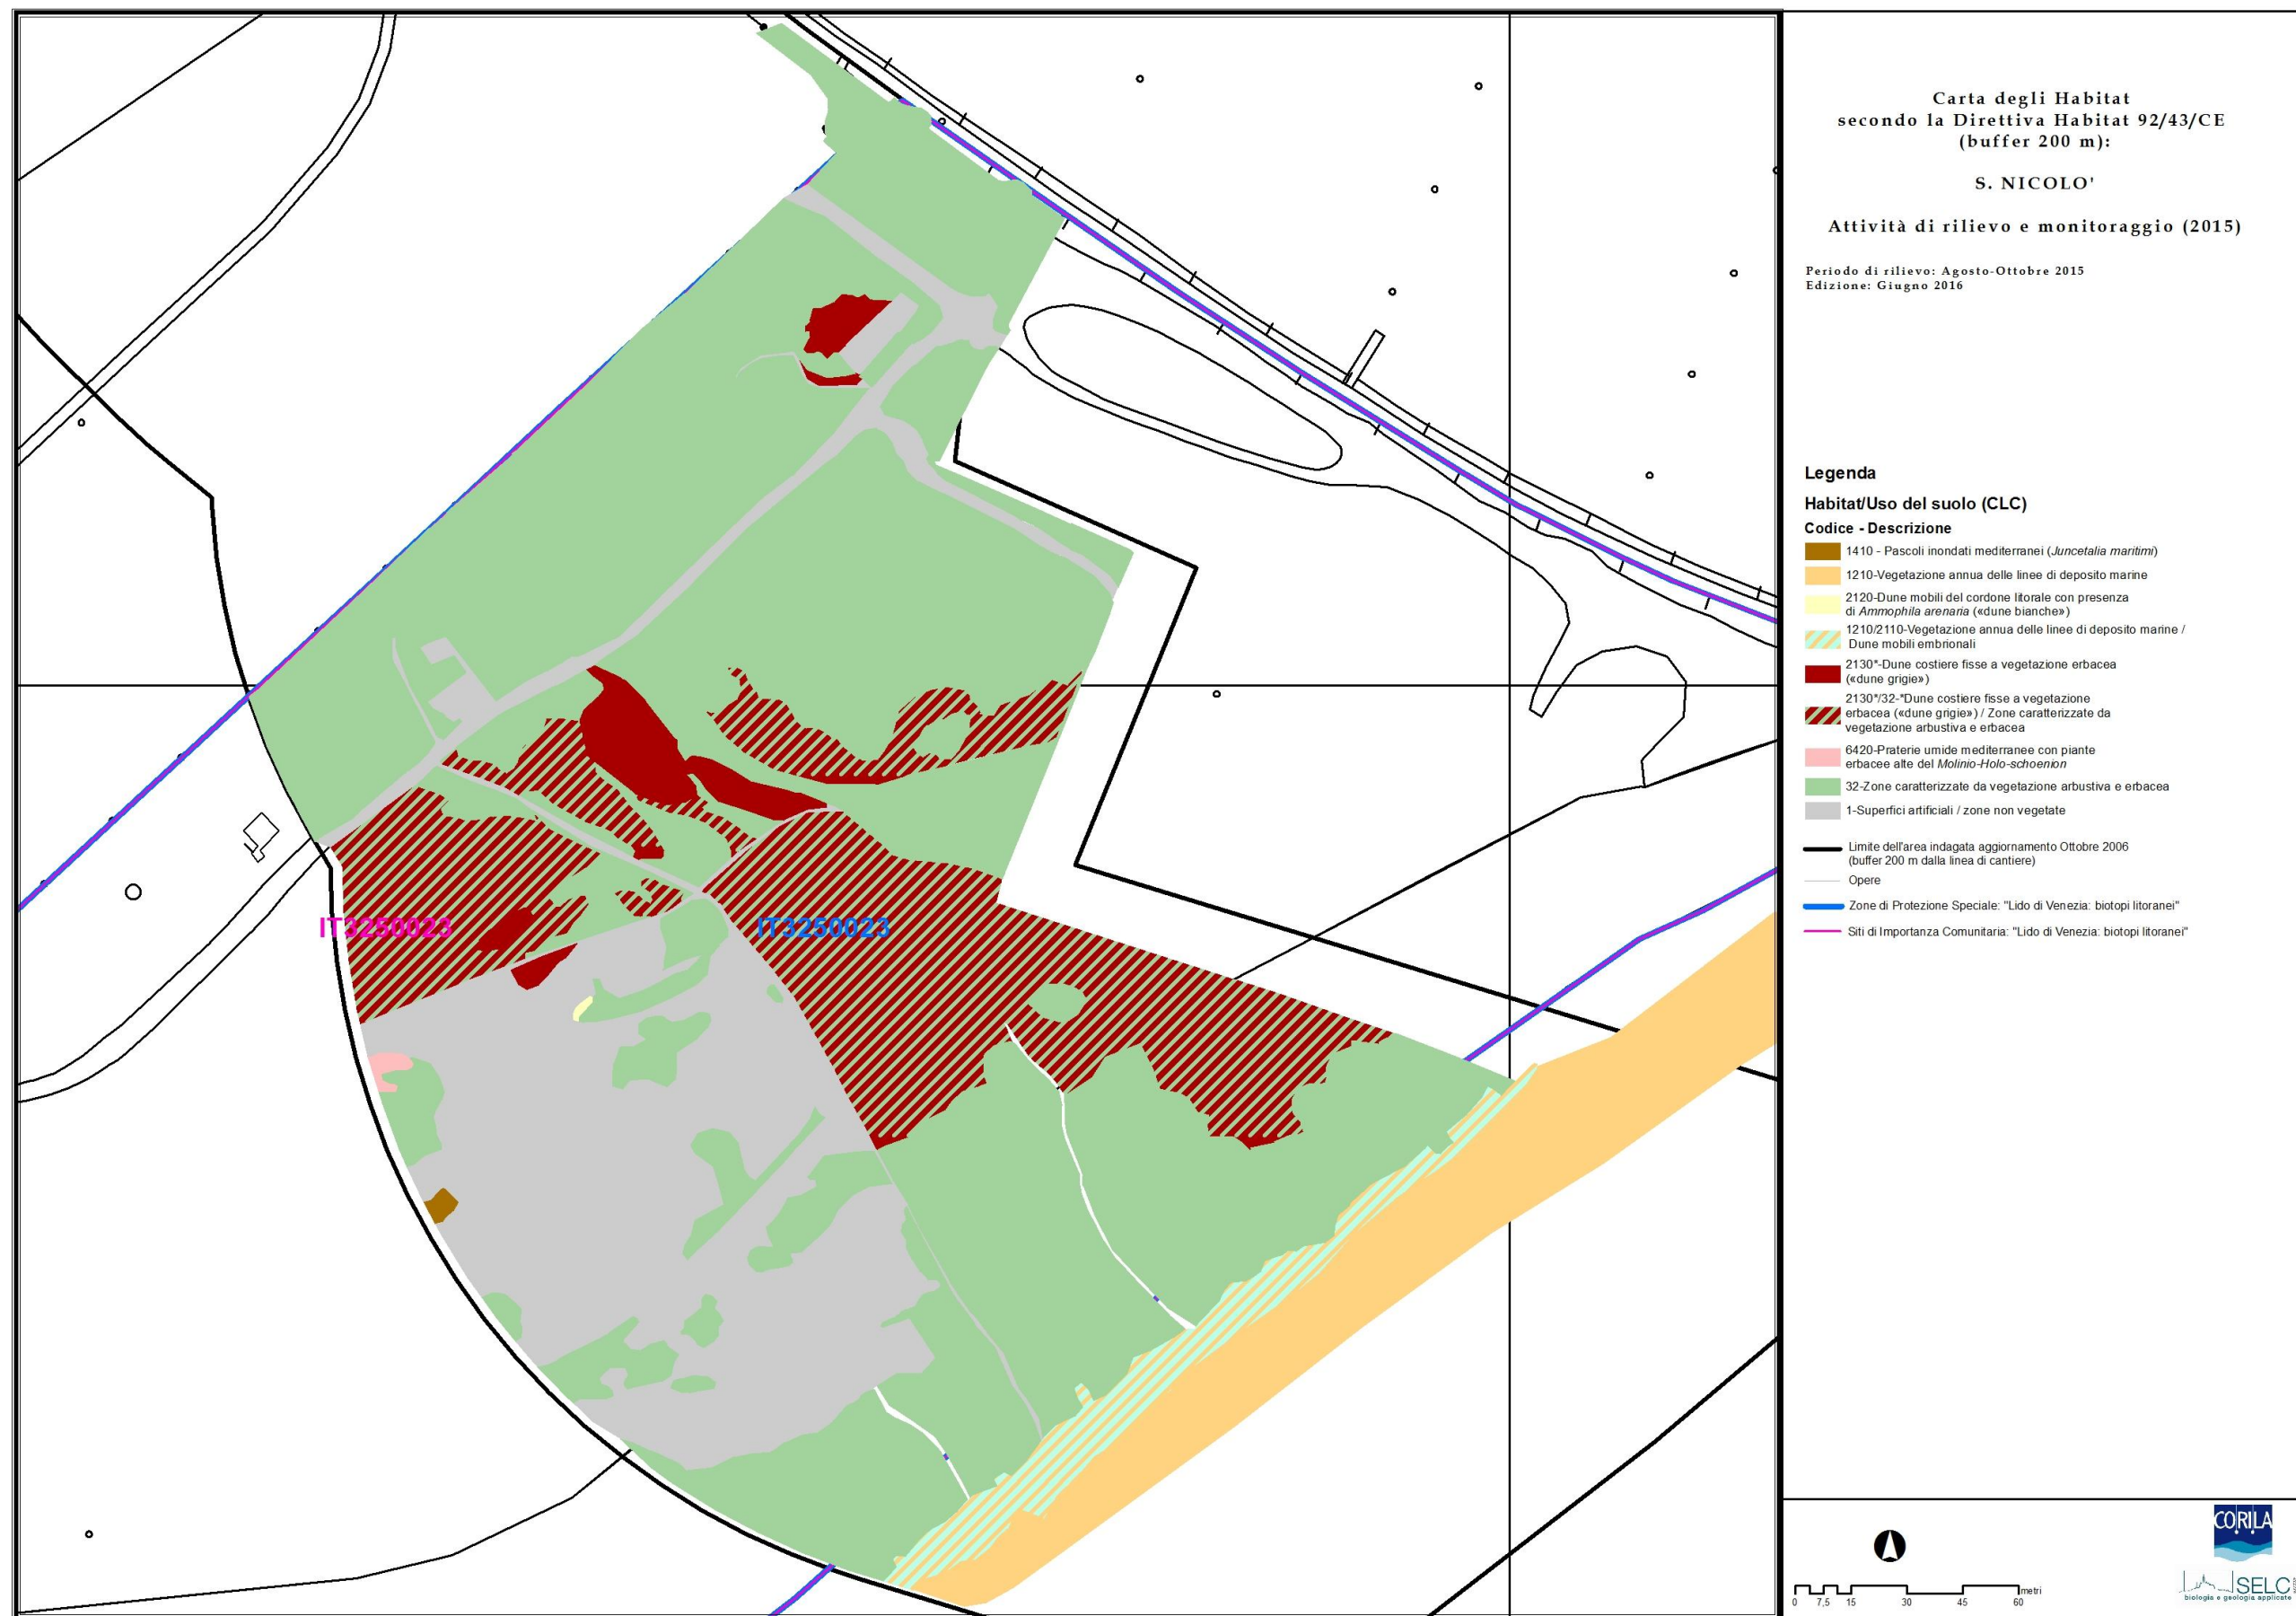 Carta degli Habitat
secondo la Direttiva Habitat 92/43/CE
(buffer 200 m):
S. NICOLO'
Attività di rilievo e monitoraggio (2015)
Periodo di rilievo: Agosto-Ottobre 2015
Edizione: Giugno 2016
Legenda
Habitat/Uso del suolo (CLC)
Codice - Descrizione
1410 - Pascoli inondati mediterranei (Juncetalia maritimi)
1210-Vegetazione annua delle linee di deposito marine
2120-Dune mobili del cordone litorale con presenza
di Ammophila arenaria («dune bianche»)
1210/2110-Vegetazione annua delle linee di deposito marine /
Dune mobili embrionali
2130*-Dune costiere fisse a vegetazione erbacea
(«dune grigie»)
2130*/32-*Dune costiere fisse a vegetazione
erbacea («dune grigie») / Zone caratterizzate da
vegetazione arbustiva e erbacea
6420-Praterie umide mediterranee con piante
erbacee alte del Molinio-Holo-schoenion
32-Zone caratterizzate da vegetazione arbustiva e erbacea
1-Superfici artificiali / zone non vegetate
Limite dell'area indagata aggiornamento Ottobre 2006
(buffer 200 m dalla linea di cantiere)
Opere
Zone di Protezione Speciale: "Lido di Venezia: biotopi litoranei"
Siti di Importanza Comunitaria: "Lido di Venezia: biotopi litoranei"
IT3250023
IT3250023
CORILA
SELC
biologia e geologia applicate
metri
0 7,5 15 30 45 60